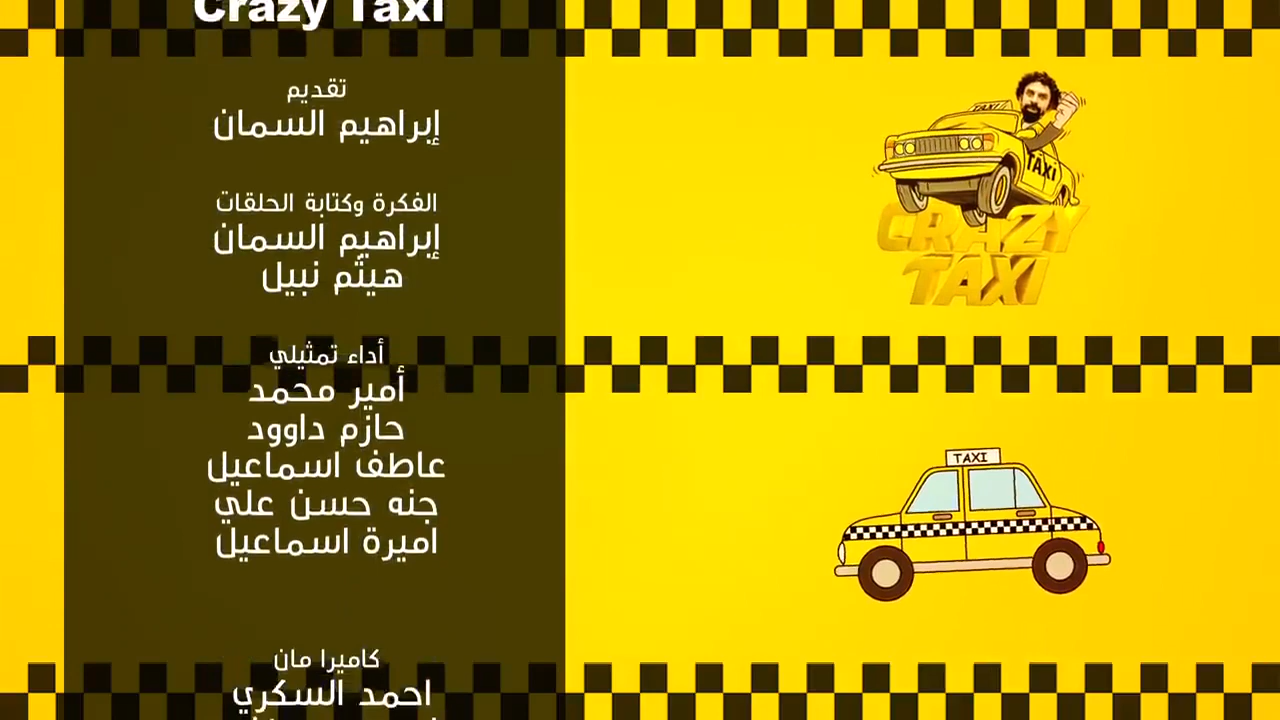 Crazy Taxi
تقديم
إبراهيم السمان
الفكرة وكتابة الحلقات
إبراهيم السمان
هيثم نبيل
أداء تمثيلي
أمير محمد
حازم داوود
عاطف اسماعيل
جنه حسن علي
اميرة اسماعيل
كاميرا مان
احمد السكري
TAXI
TAXI
CRAZY
TAXI
TAXI